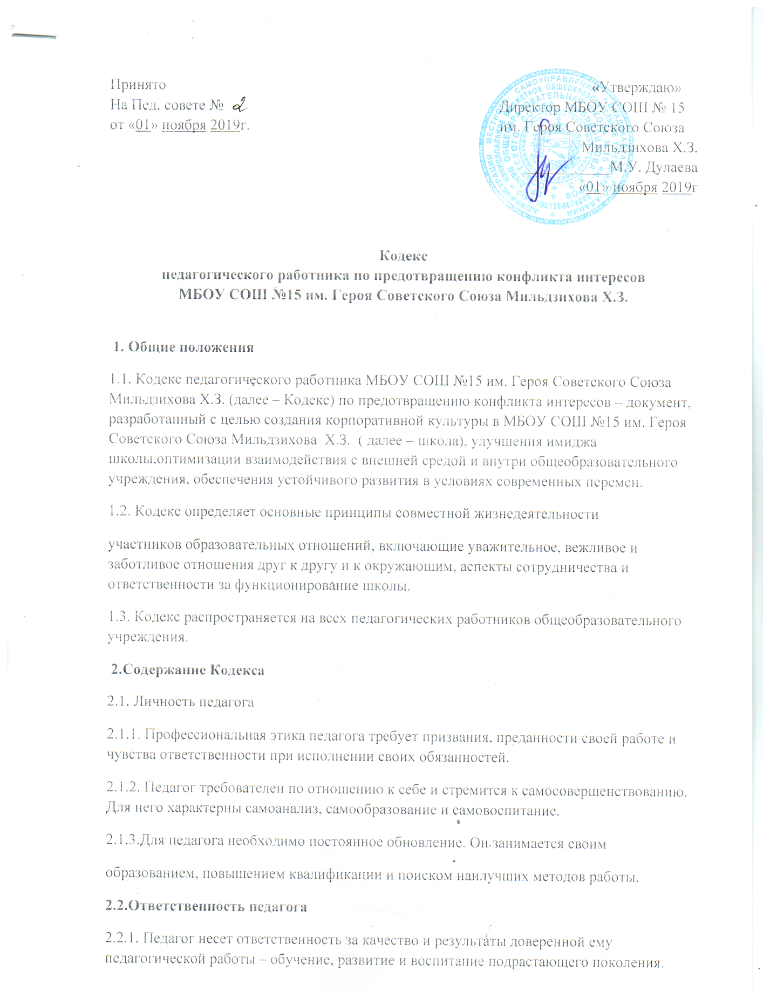 Принято
На Пед. совете № 2
от «01» ноября 2019г.
«Утверждаю»
Директор МБОУ СОШ № 15
им. Героя Советского Союза
Мильдзихова Х.З.
____________М.У. Дулаева
«01» ноября 2019г
Кодекс
педагогического работника по предотвращению конфликта интересов
МБОУ СОШ №15 им. Героя Советского Союза Мильдзихова Х.З.
1. Общие положения
1.1. Кодекс педагогического работника МБОУ СОШ №15 им. Героя Советского Союза
Мильдзихова Х.З. (далее – Кодекс) по предотвращению конфликта интересов – документ,
разработанный с целью создания корпоративной культуры в МБОУ СОШ №15 им. Героя
Советского Союза Мильдзихова Х.З. ( далее – школа), улучшения имиджа
школы,оптимизации взаимодействия с внешней средой и внутри общеобразовательного
учреждения, обеспечения устойчивого развития в условиях современных перемен.
1.2. Кодекс определяет основные принципы совместной жизнедеятельности
участников образовательных отношений, включающие уважительное, вежливое и
заботливое отношения друг к другу и к окружающим, аспекты сотрудничества и
ответственности за функционирование школы.
1.3. Кодекс распространяется на всех педагогических работников общеобразовательного
учреждения.
2.Содержание Кодекса
2.1. Личность педагога
2.1.1. Профессиональная этика педагога требует призвания, преданности своей работе и
чувства ответственности при исполнении своих обязанностей.
2.1.2. Педагог требователен по отношению к себе и стремится к самосовершенствованию.
Для него характерны самоанализ, самообразование и самовоспитание.
2.1.3.Для педагога необходимо постоянное обновление. Он занимается своим
образованием, повышением квалификации и поиском наилучших методов работы.
2.2.Ответственность педагога
2.2.1. Педагог несет ответственность за качество и результаты доверенной ему
педагогической работы – обучение, развитие и воспитание подрастающего поколения.